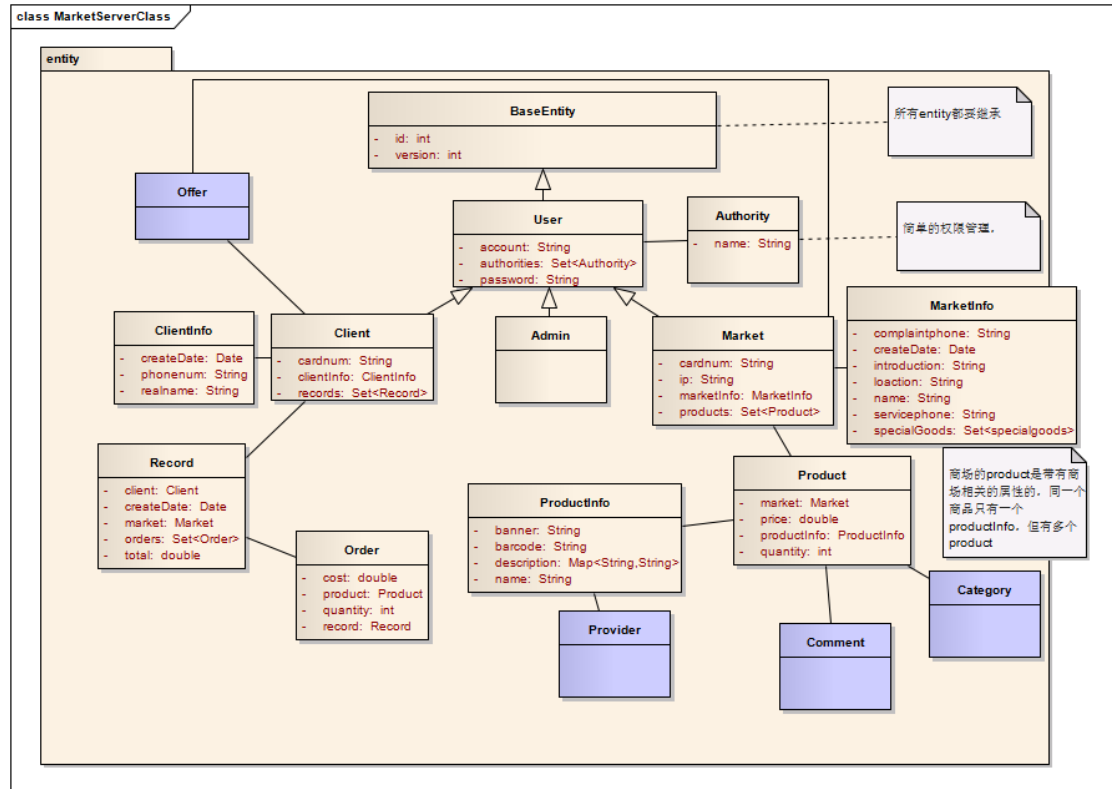 class MarketServerClass
entity
BaseEntity
- id: int
- version: int
所有entity都要继承
Offer
User
- account: String
- authorities: Set<Authority>
- password: String
Authority
- name: String
简单的权限管理。
ClientInfo
- createDate: Date
- phonenum: String
- realname: String
Client
- cardnum: String
- clientInfo: ClientInfo
- records: Set<Record>
Admin
Market
- cardnum: String
- ip: String
- marketInfo: MarketInfo
- products: Set<Product>
MarketInfo
- complaintphone: String
- createDate: Date
- introduction: String
- loaction: String
- name: String
- servicephone: String
- specialGoods: Set<specialgoods>
Record
- client: Client
- createDate: Date
- market: Market
- orders: Set<Order>
- total: double
Order
- cost: double
- product: Product
- quantity: int
- record: Record
ProductInfo
- banner: String
- barcode: String
- description: Map<String,String>
- name: String
Product
- market: Market
- price: double
- productInfo: ProductInfo
- quantity: int
商场的product是带有商
场相关的属性的。同一个
商品只有一个
productInfo。但有多个
product
Provider
Comment
Category